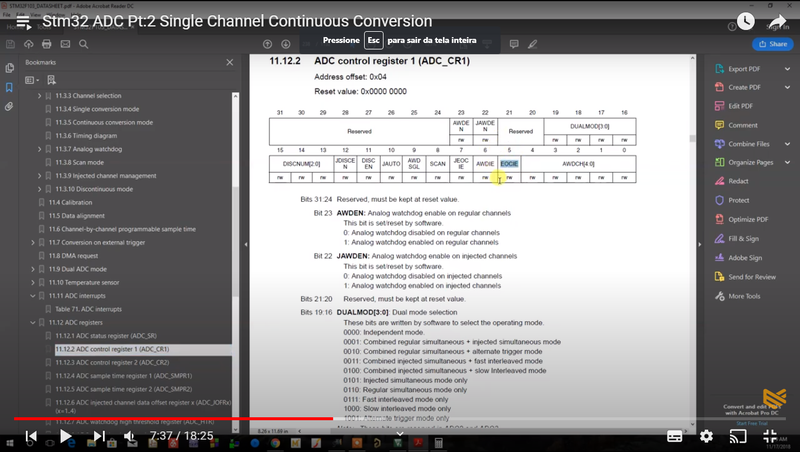 STM32F103_DATASHEET.pdf - Adobe Acrobat Reader DC
Stm32 ADC Pt:2 Single Channel Continuous Conversion
Pressione Esc para sair da tela inteira
Share
Bookmarks
11.3.3 Channel selection
11.3.4 Single conversion mode
11.3.5 Continuous conversion mode
11.3.6 Timing diagram
11.3.7 Analog watchdog
11.3.8 Scan mode
11.3.9 Injected channel management
11.3.10 Discontinuous mode
11.4 Calibration
11.5 Data alignment
11.6 Channel-by-channel programmable sample time
11.7 Conversion on external trigger
11.8 DMA request
11.9 Dual ADC mode
11.10 Temperature sensor
11.11 ADC interrupts
Table 71. ADC interrupts
11.12 ADC registers
11.12.1 ADC status register (ADC_SR)
11.12.2 ADC control register 1 (ADC_CR1)
11.12.3 ADC control register 2 (ADC_CR2)
11.12.4 ADC sample time register 1 (ADC_SMPR1)
11.12.5 ADC sample time register 2 (ADC_SMPR2)
11.12.6 ADC injected channel data offset register x (ADC_JOFRx) (x=1..4)
11.12.7 ADC watchdog high threshold register (ADC_HTR)
11.12.2 ADC control register 1 (ADC_CR1)
Address offset: 0x04
Reset value: 0x0000 0000
31 30 29 28 27 26 25 24 23 22 21 20 19 18 17 16
Reserved AWDEN JAWDEN Reserved DUALMOD[3:0]
rw rw rw rw rw rw
15 14 13 12 11 10 9 8 7 6 5 4 3 2 1 0
DISCNUM[2:0] JDISCEN DISCEN JAUTO AWDSGL SCAN JEOCIE AWDIE EOCIE AWDCH[4:0]
rw rw rw rw rw rw rw rw rw rw rw rw rw rw rw rw
Bits 31:24 Reserved, must be kept at reset value.
Bit 23 AWDEN: Analog watchdog enable on regular channels
This bit is set/reset by software.
0: Analog watchdog disabled on regular channels
1: Analog watchdog enabled on regular channels
Bit 22 JAWDEN: Analog watchdog enable on injected channels
This bit is set/reset by software.
0: Analog watchdog disabled on injected channels
1: Analog watchdog enabled on injected channels
Bits 21:20 Reserved, must be kept at reset value.
Bits 19:16 DUALMOD[3:0]: Dual mode selection
These bits are written by software to select the operating mode.
0000: Independent mode.
0001: Combined regular simultaneous + injected simultaneous mode
0010: Combined regular simultaneous + alternate trigger mode
0011: Combined injected simultaneous + fast interleaved mode
0100: Combined injected simultaneous + slow Interleaved mode
0101: Injected simultaneous mode only
0110: Regular simultaneous mode only
0111: Fast interleaved mode only
1000: Slow interleaved mode only
1001: Alternate trigger mode only
Export PDF
Create PDF
Edit PDF
Comment
Combine Files
Organize Pages
Redact
Protect
Optimize PDF
Fill & Sign
Adobe Sign
Send for Review
More Tools
Convert and edit PDFs
with Acrobat Pro DC
Start Free Trial
8.26 x 11.69 in
7:37 / 18:25